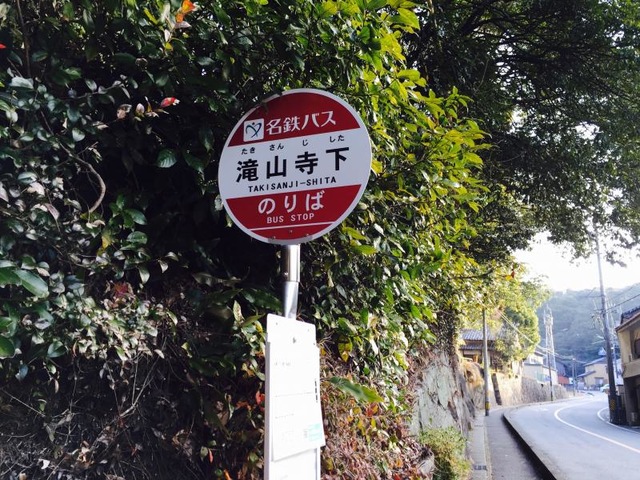 名鉄バス
たきさんじした
滝山寺下
TAKISANJI-SHITA
のりば
BUS STOP